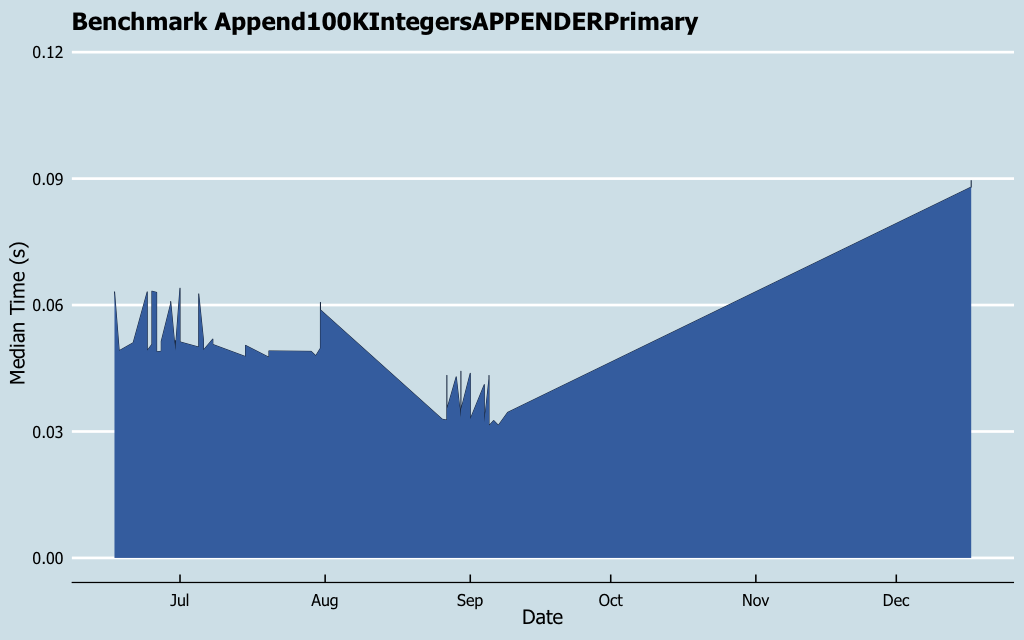 Benchmark Append100KIntegersAPPENDERPrimary
0.12
0.09
0.06
0.03
0.00
Median Time (s)
Jul Aug Sep Oct Nov Dec
Date